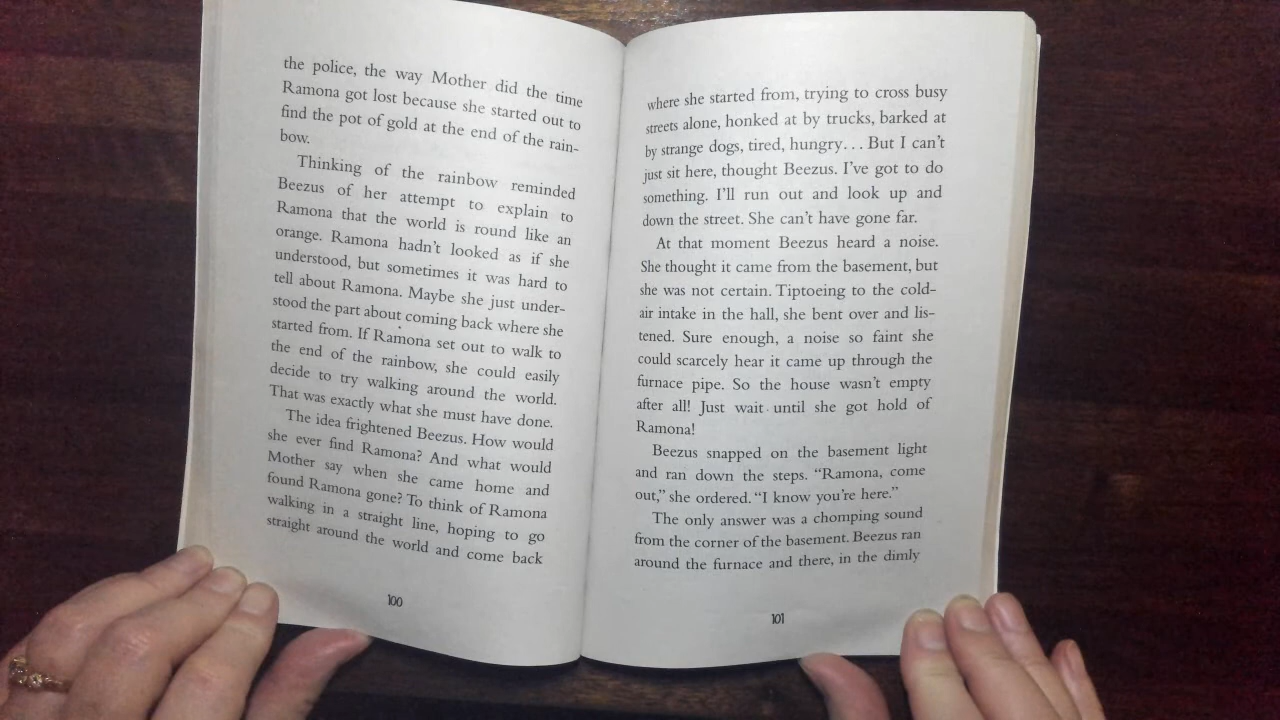 the police, the way Mother did the time
Ramona got lost because she started out to
find the pot of gold at the end of the rain-
bow.
Thinking of the rainbow reminded
Beezus of her attempt to explain to
Ramona that the world is round like an
orange. Ramona hadn't looked as if she
understood, but sometimes it was hard to
tell about Ramona. Maybe she just under-
stood the part about coming back where she
started from. If Ramona set out to walk to
the end of the rainbow, she could easily
decide to try walking around the world.
That was exactly what she must have done.
The idea frightened Beezus. How would
she ever find Ramona? And what would
Mother say when she came home and
found Ramona gone? To think of Ramona
walking in a straight line, hoping to go
straight around the world and come back
100
where she started from, trying to cross busy
streets alone, honked at by trucks, barked at
by strange dogs, tired, hungry... But I can't
just sit here, thought Beezus. I've got to do
something. I'll run out and look up and
down the street. She can't have gone far.
At that moment Beezus heard a noise.
She thought it came from the basement, but
she was not certain. Tiptoeing to the cold-
air intake in the hall, she bent over and lis-
tened. Sure enough, a noise so faint she
could scarcely hear it came up through the
furnace pipe. So the house wasn't empty
after all! Just wait until she got hold of
Ramona!
Beezus snapped on the basement light
and ran down the steps. "Ramona, come
out," she ordered. "I know you're here."
The only answer was a chomping sound
from the corner of the basement. Beezus ran
around the furnace and there, in the dimly
101